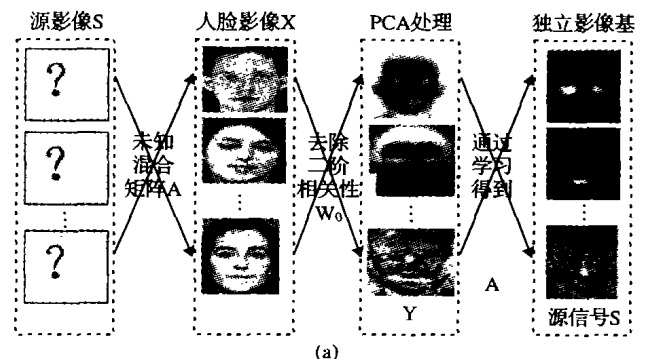 源影像S
人脸影像X
PCA处理
独立影像基
?
?
?
未知
混合
矩阵A
去除
二阶
相关性
W₀
通过
学习
得到
A
Y
源信号S
(a)